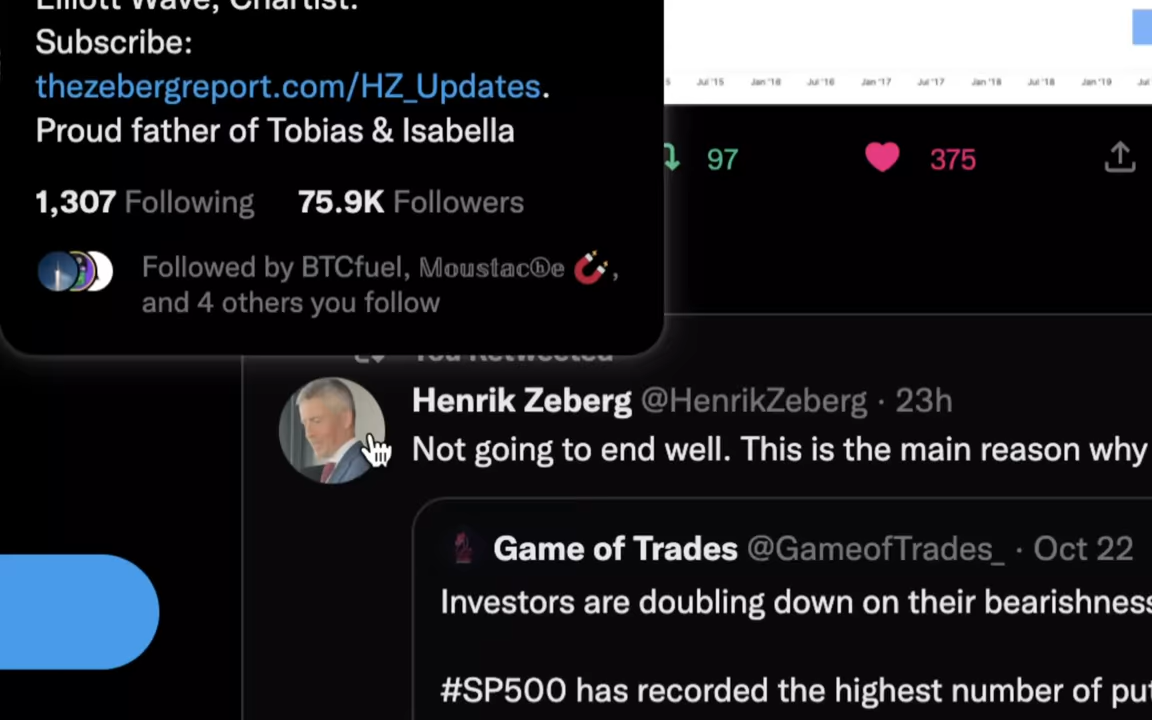 Elliott Wave, Chartist.
Subscribe:
thezebergreport.com/HZ_Updates.
Proud father of Tobias & Isabella
1,307 Following 75.9K Followers
Followed by BTCfuel, 𝕄𝕠𝕦𝕤𝕥𝕒𝕔ⓗ𝕖 🧲,
and 4 others you follow
Jul '15 Jan '16 Jul '16 Jan '17 Jul '17 Jan '18 Jul '18 Jan '19
97 375
You Retweeted
Henrik Zeberg @HenrikZeberg · 23h
Not going to end well. This is the main reason why
Game of Trades @GameofTrades_ · Oct 22
Investors are doubling down on their bearishness
#SP500 has recorded the highest number of put